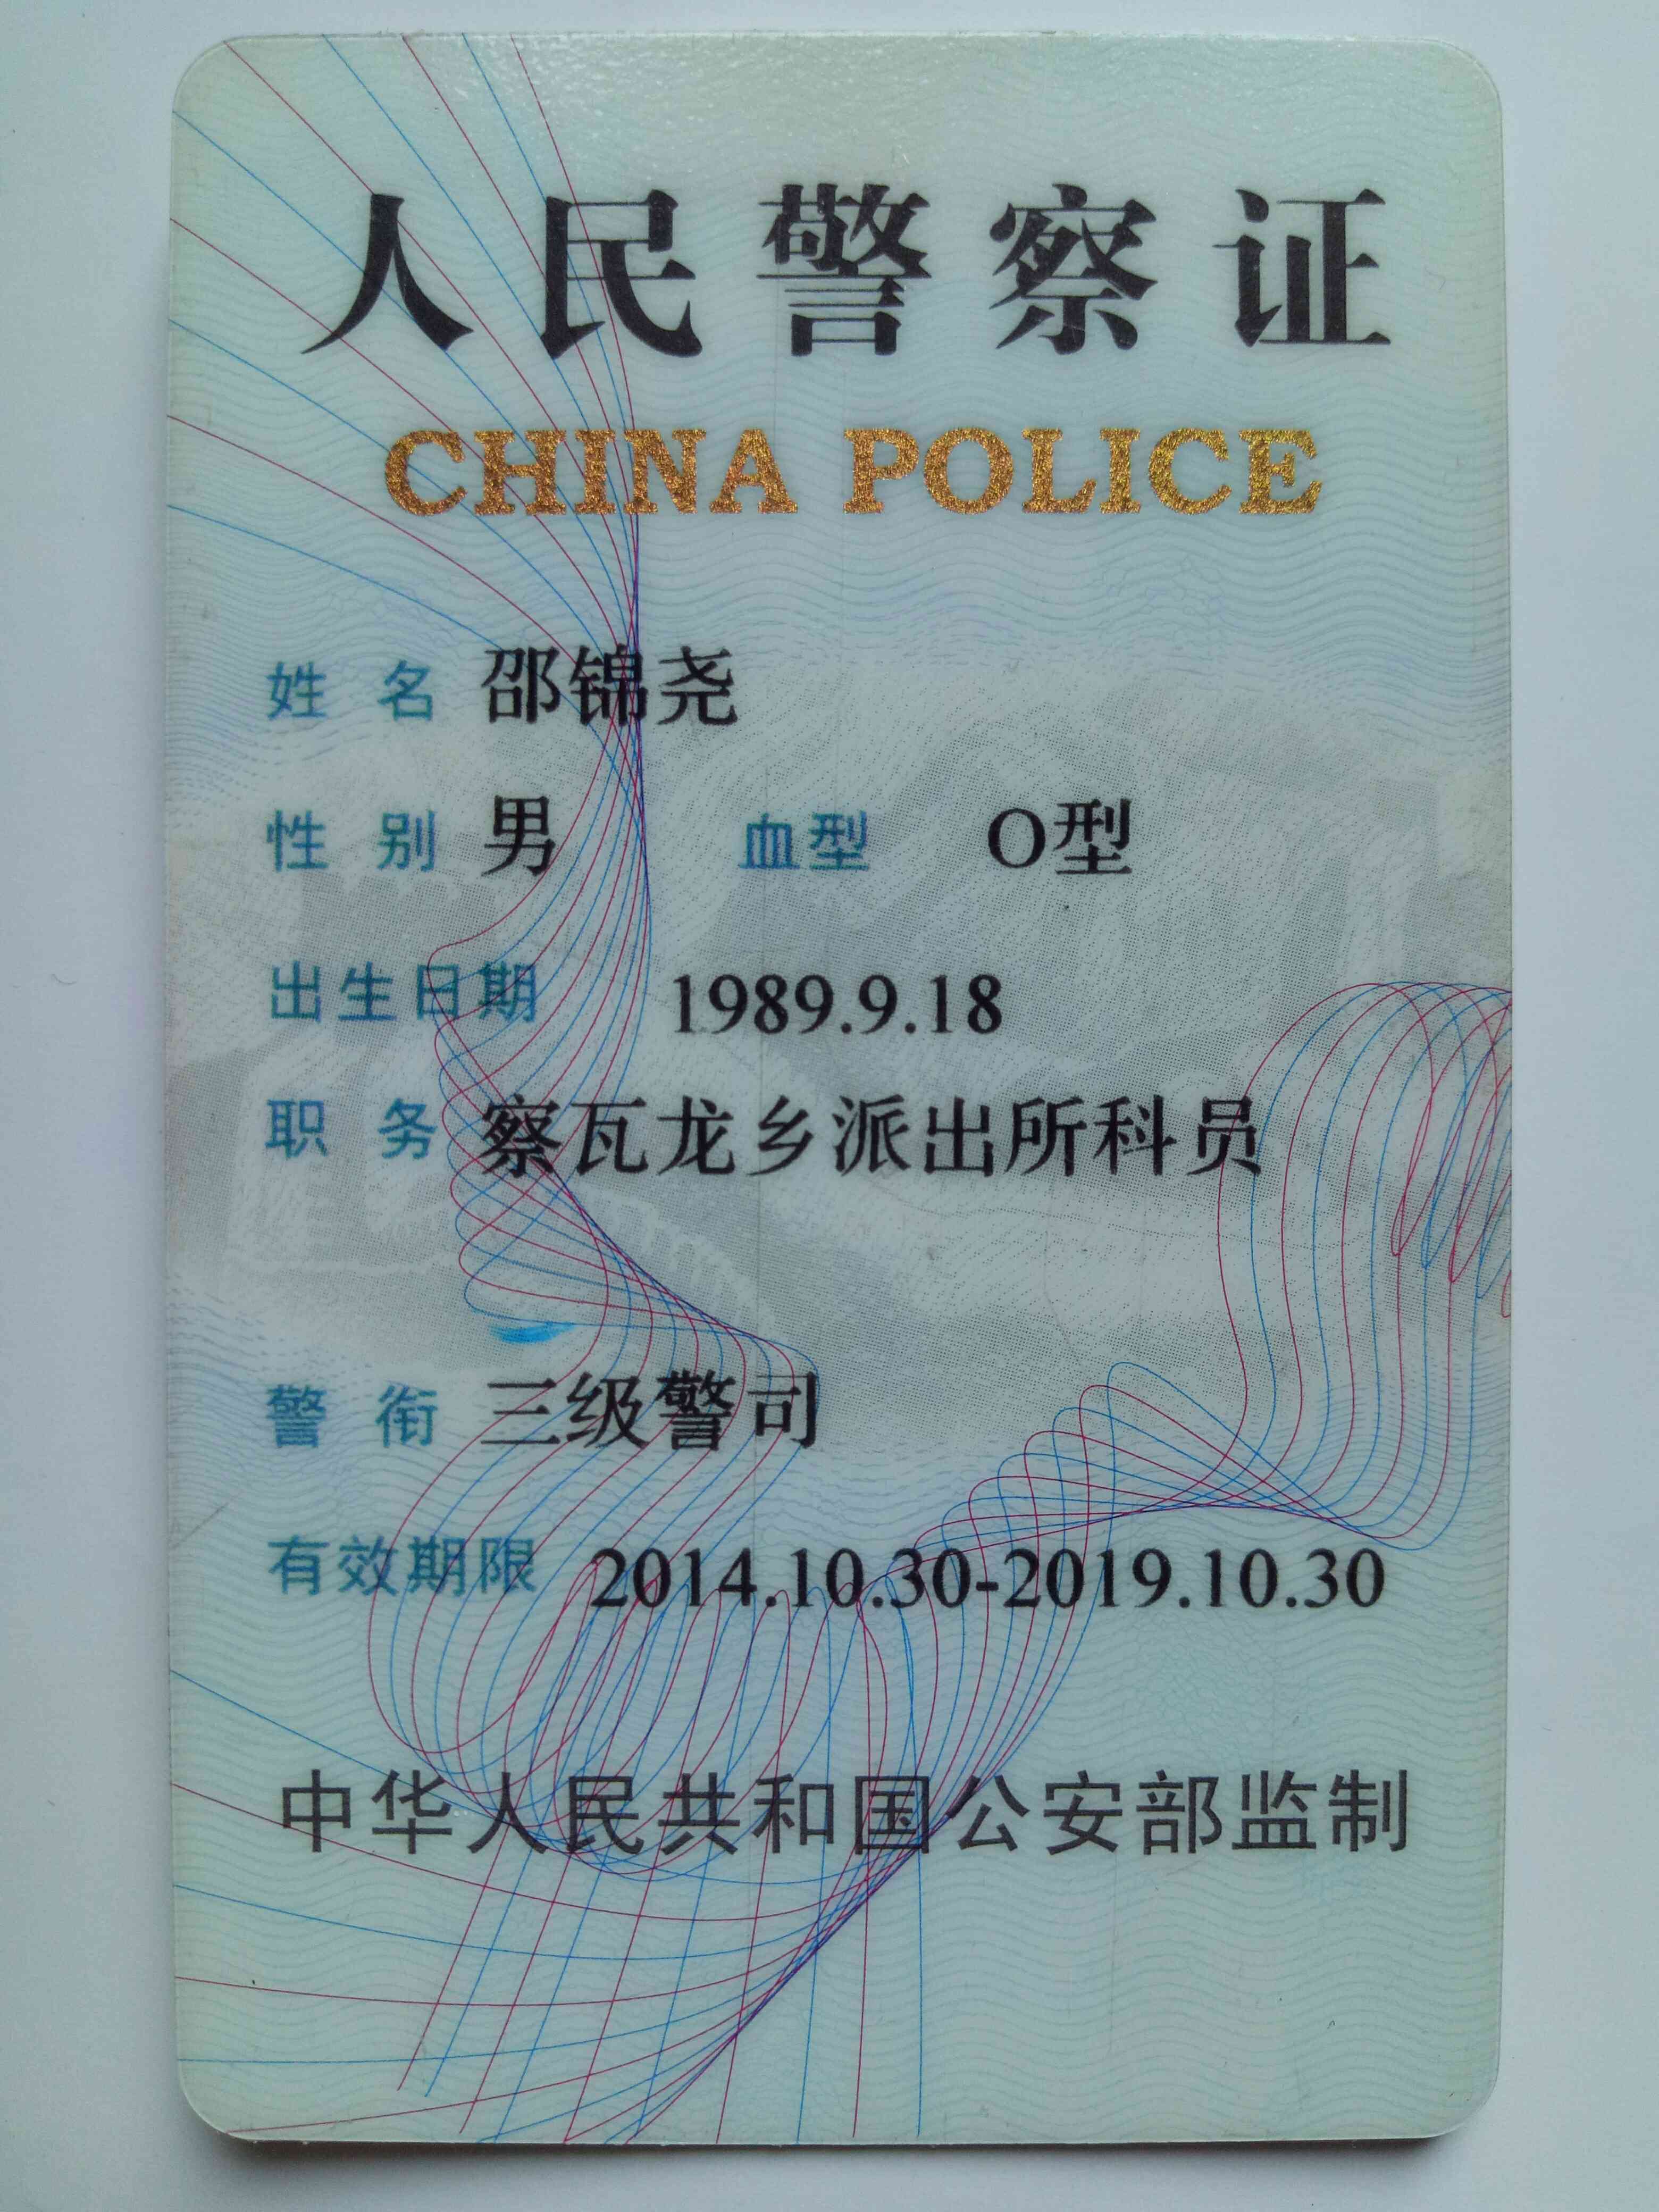 人民警察证
CHINA POLICE
姓 名 邵锦尧
性 别 男 血型 O型
出生日期 1989.9.18
职 务 察瓦龙乡派出所科员
警 衔 三级警司
有效期限 2014.10.30-2019.10.30
中华人民共和国公安部监制